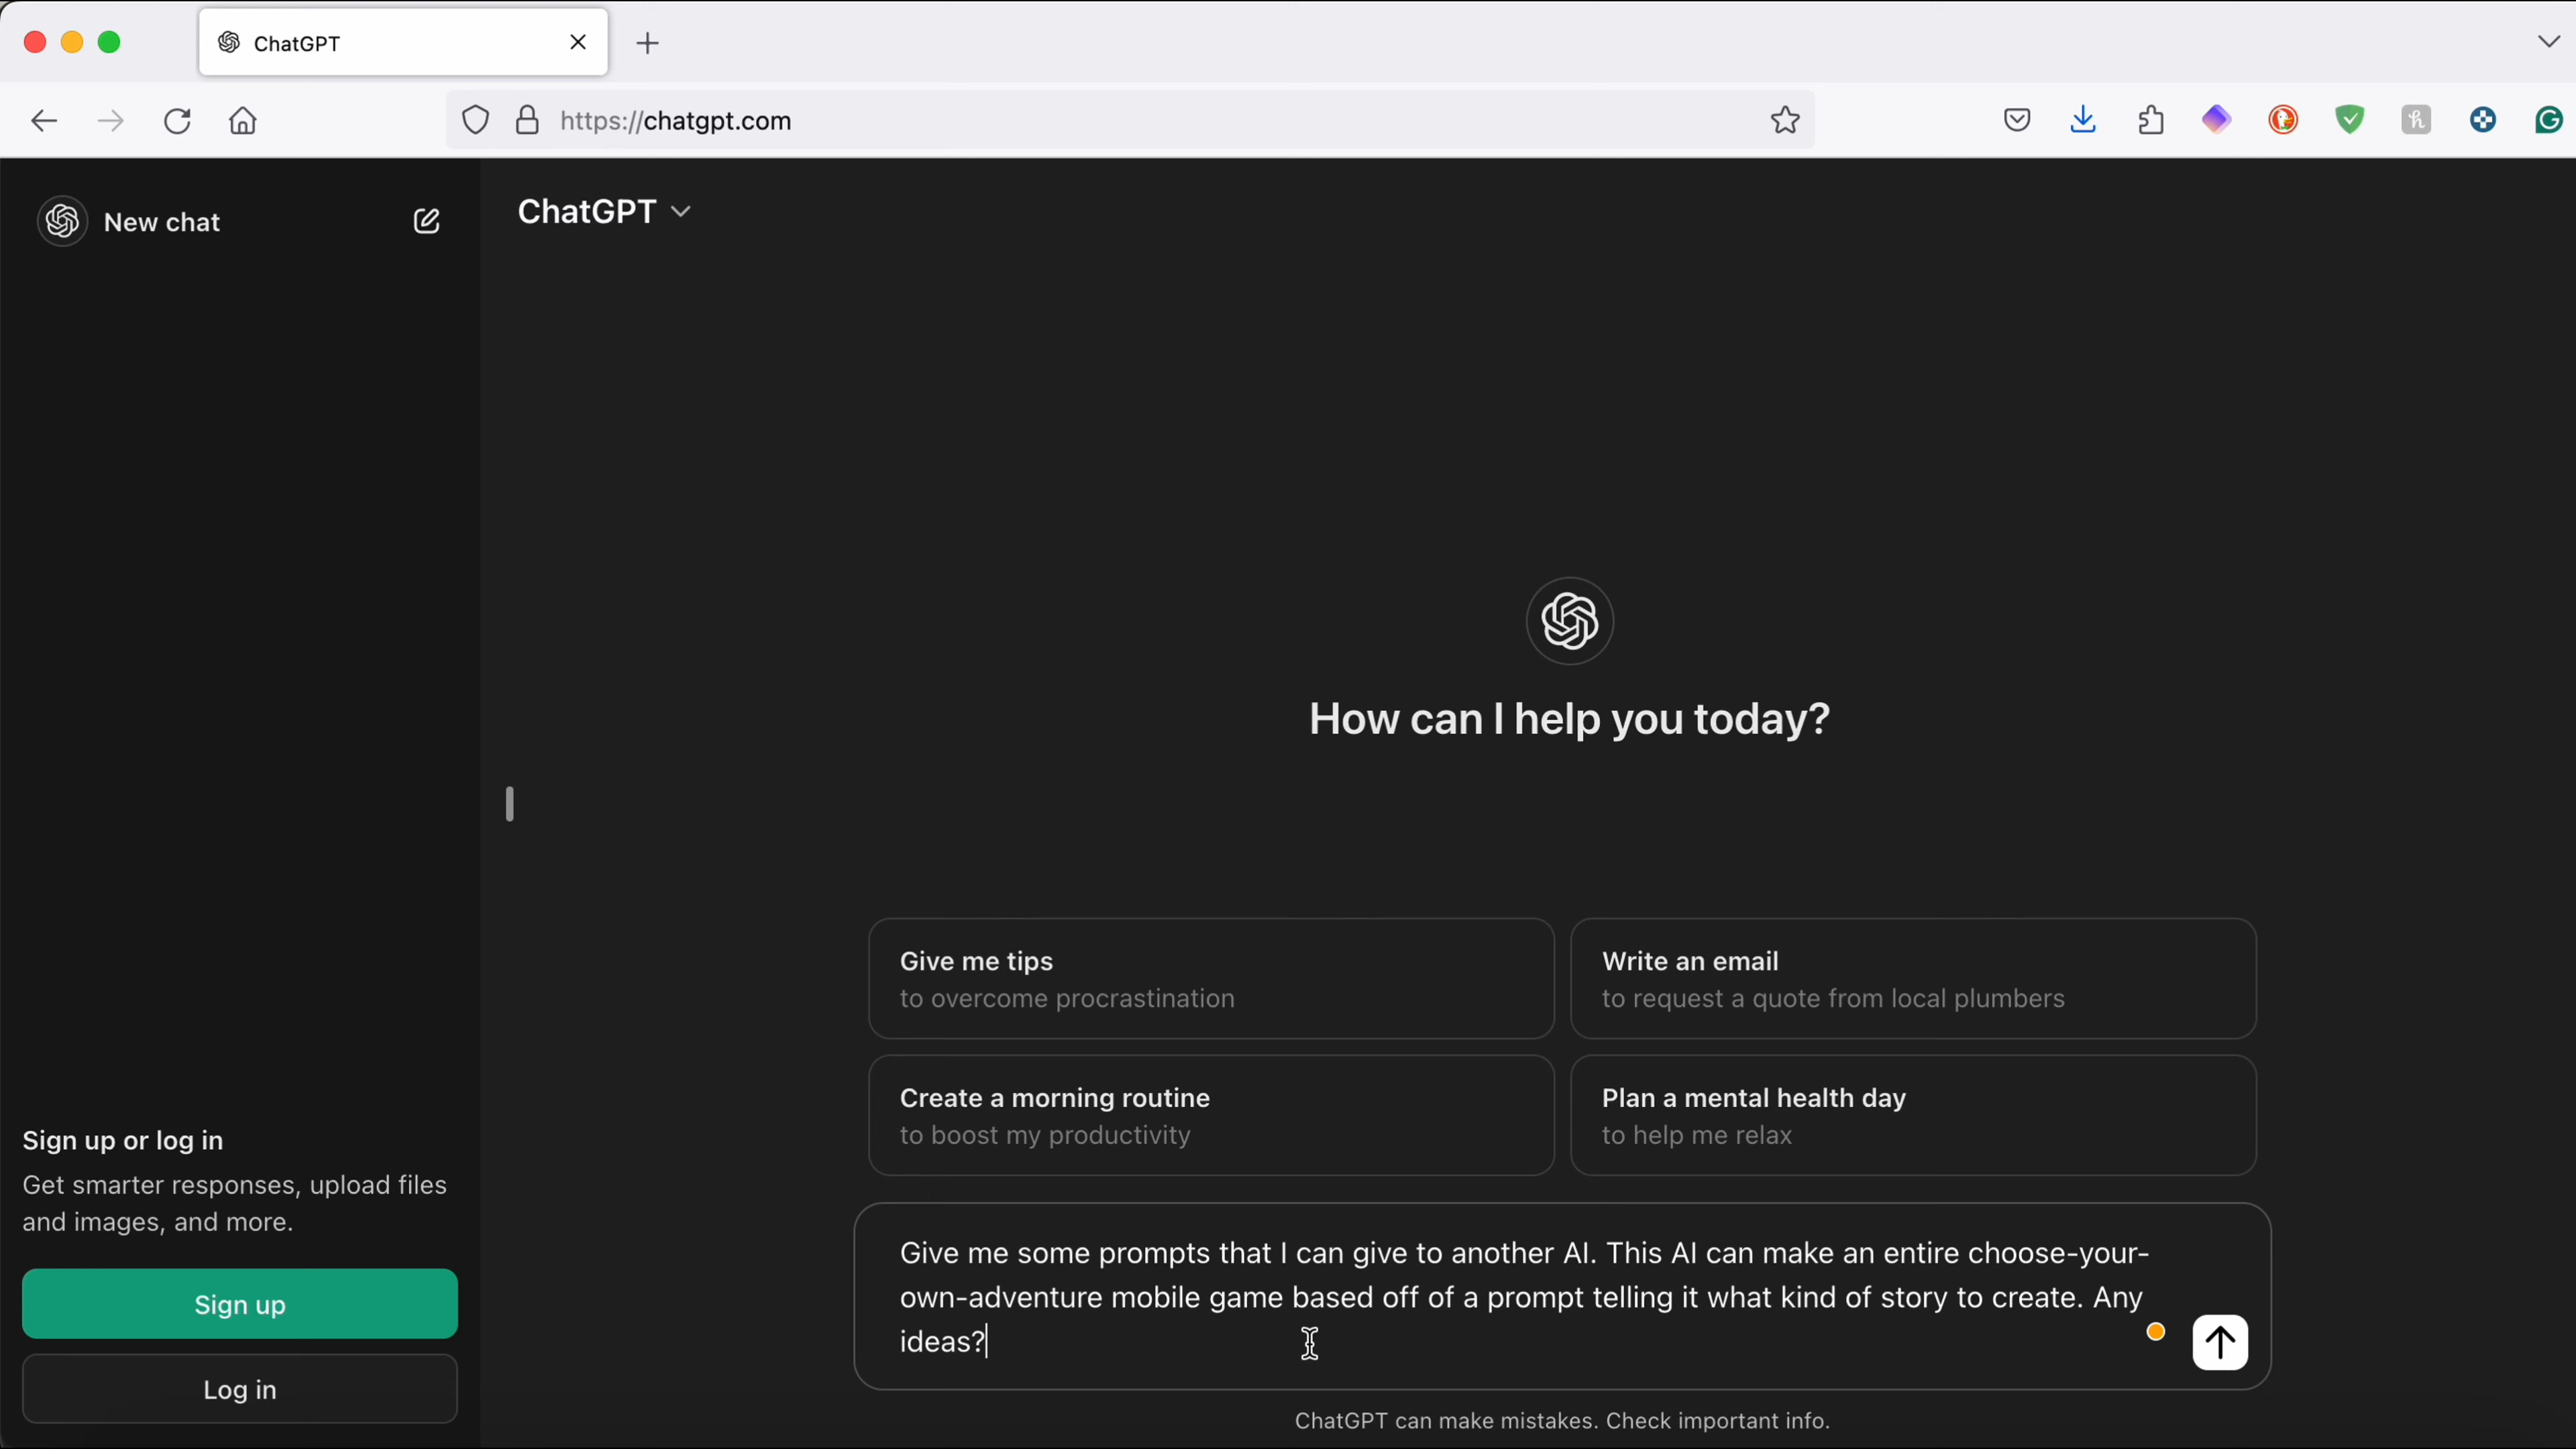 ChatGPT
https://chatgpt.com
New chat
ChatGPT
How can I help you today?
Give me tips
to overcome procrastination
Write an email
to request a quote from local plumbers
Create a morning routine
to boost my productivity
Plan a mental health day
to help me relax
Sign up or log in
Get smarter responses, upload files
and images, and more.
Sign up
Log in
Give me some prompts that I can give to another AI. This AI can make an entire choose-your-
own-adventure mobile game based off of a prompt telling it what kind of story to create. Any
ideas?
ChatGPT can make mistakes. Check important info.